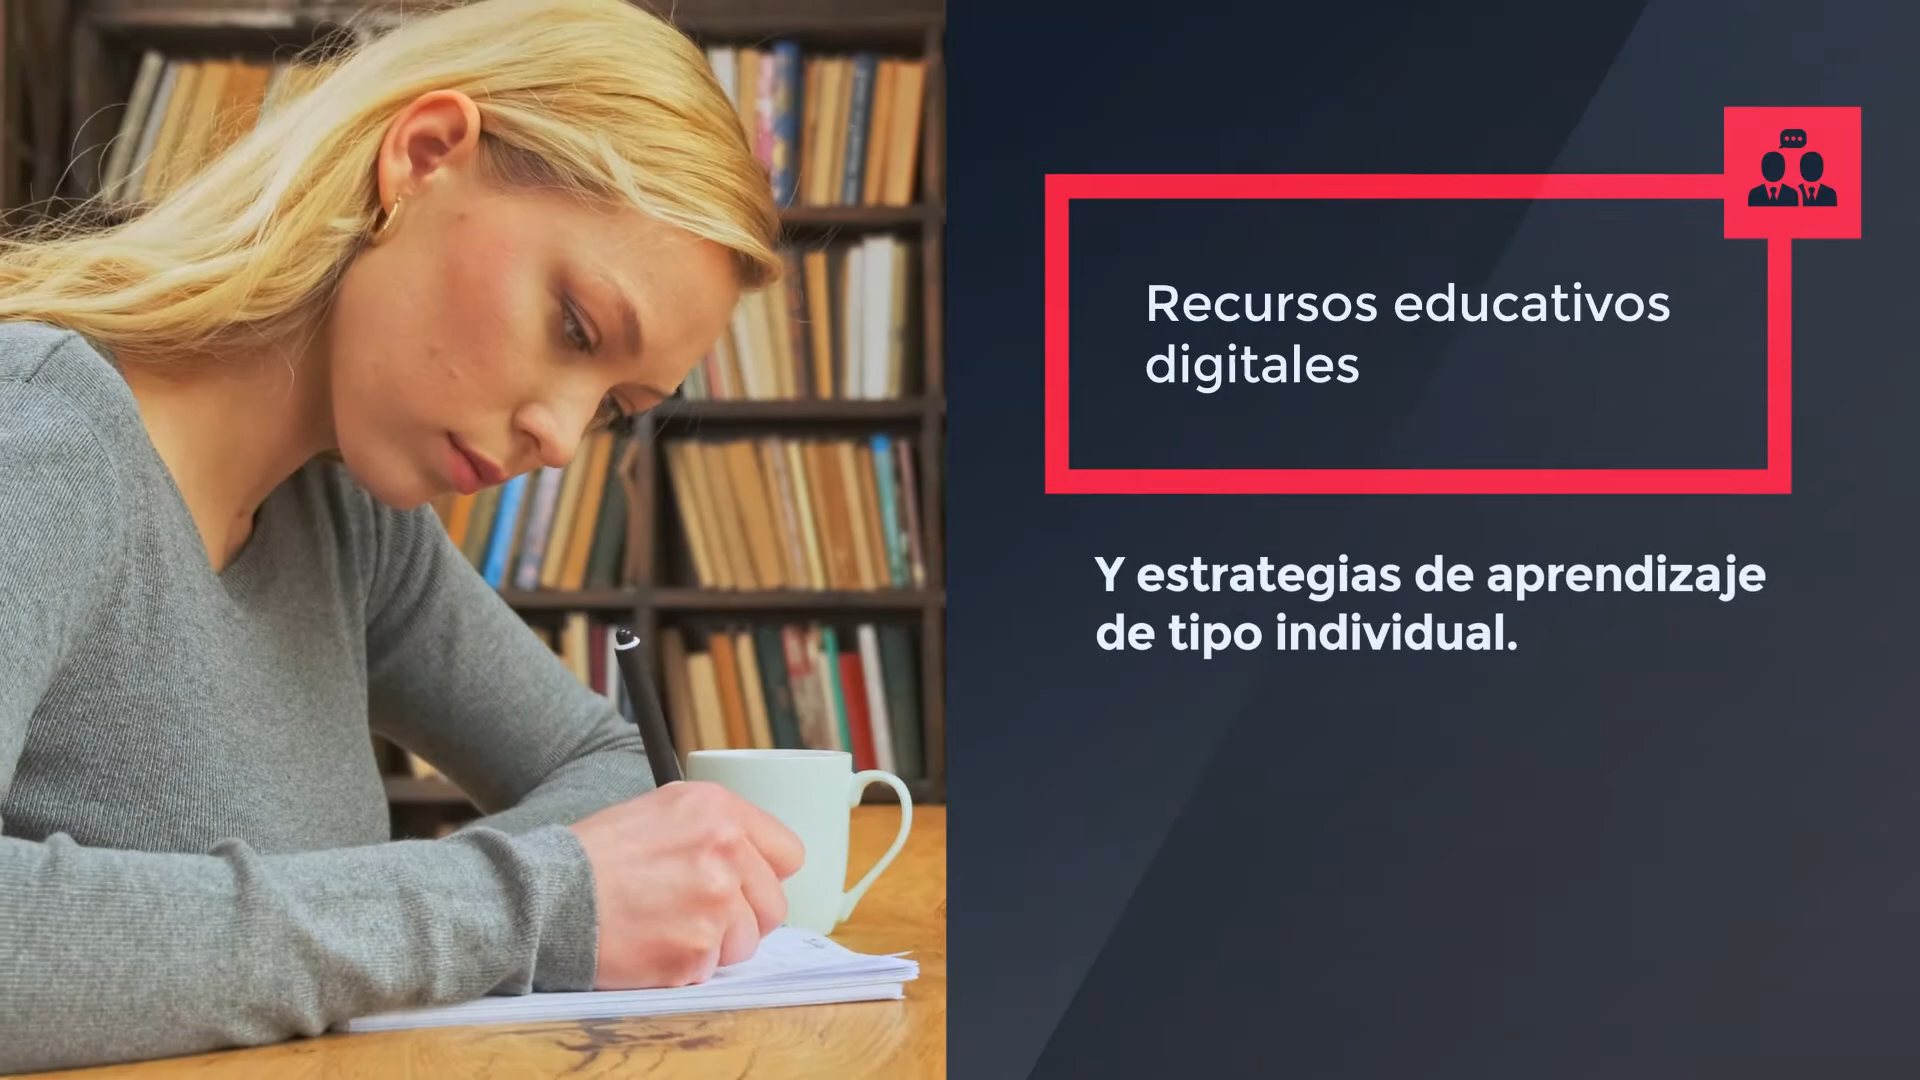 Recursos educativos
digitales
Y estrategias de aprendizaje
de tipo individual.